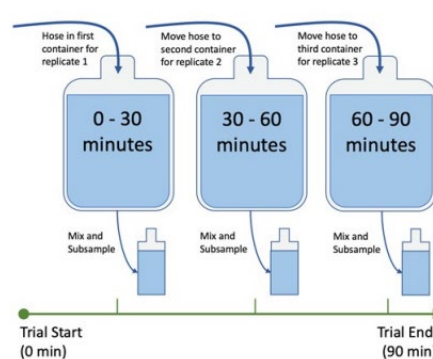 Hose in first
container for
replicate 1
Move hose to
second container
for replicate 2
Move hose to
third container
for replicate 3
0 - 30
minutes
30 - 60
minutes
60 - 90
minutes
Mix and
Subsample
Mix and
Subsample
Mix and
Subsample
Trial Start
(0 min)
Trial End
(90 min)